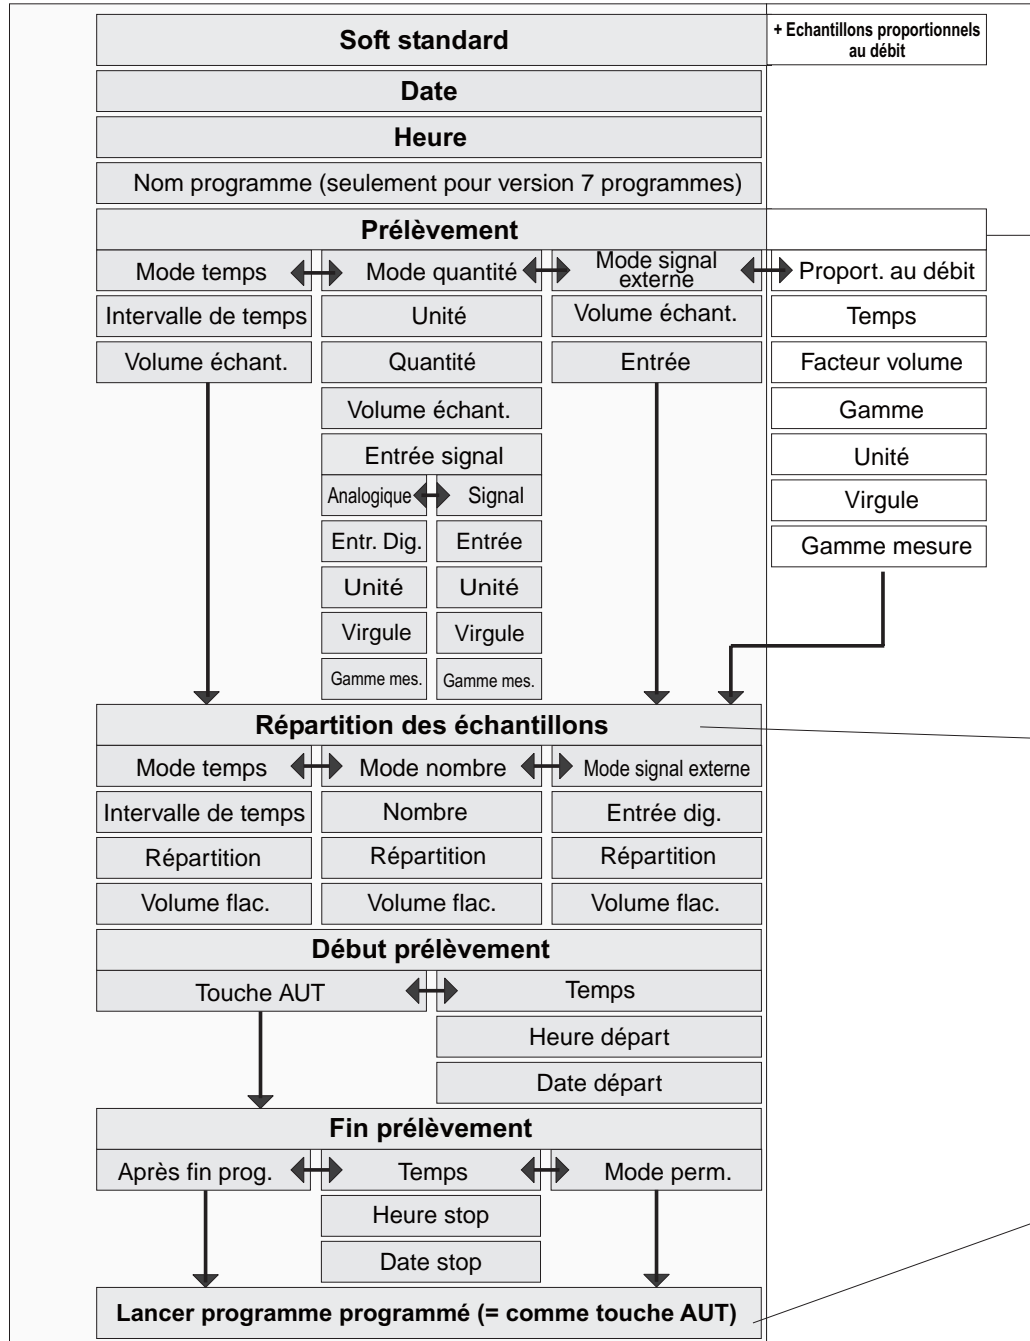 Soft standard
+ Echantillons proportionnels
au débit
Date
Heure
Nom programme (seulement pour version 7 programmes)
Prélèvement
Mode temps
Mode quantité
Mode signal
externe
Proport. au débit
Intervalle de temps
Unité
Volume échant.
Temps
Volume échant.
Quantité
Entrée
Facteur volume
Volume échant.
Gamme
Entrée signal
Unité
Analogique
Signal
Virgule
Entr. Dig.
Entrée
Gamme mesure
Unité
Unité
Virgule
Virgule
Gamme mes.
Gamme mes.
Répartition des échantillons
Mode temps
Mode nombre
Mode signal externe
Intervalle de temps
Nombre
Entrée dig.
Répartition
Répartition
Répartition
Volume flac.
Volume flac.
Volume flac.
Début prélèvement
Touche AUT
Temps
Heure départ
Date départ
Fin prélèvement
Après fin prog.
Temps
Mode perm.
Heure stop
Date stop
Lancer programme programmé (= comme touche AUT)